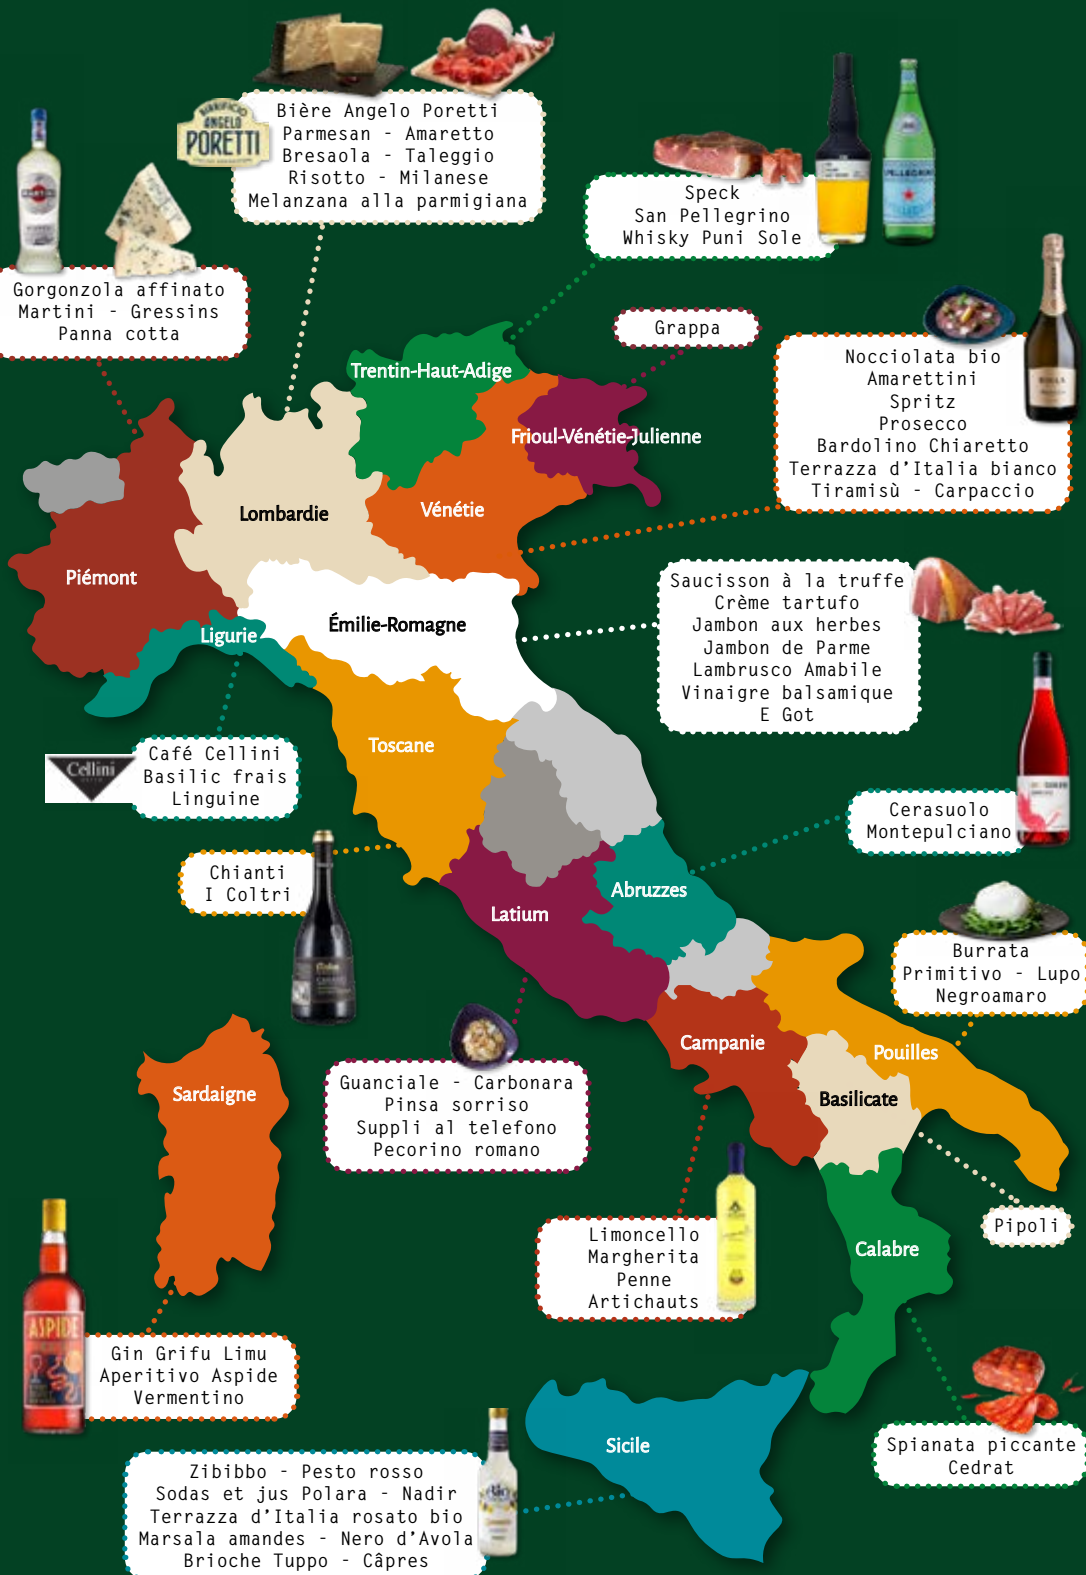 Bière Angelo Poretti
Parmesan - Amaretto
Bresaola - Taleggio
Risotto - Milanese
Melanzana alla parmigiana
BIRRIFICIO
ANGELO
PORETTI
Speck
San Pellegrino
Whisky Puni Sole
Gorgonzola affinato
Martini - Gressins
Panna cotta
Grappa
Nocciolata bio
Amarettini
Spritz
Prosecco
Bardolino Chiaretto
Terrazza d'Italia bianco
Tiramisù - Carpaccio
Trentin-Haut-Adige
Frioul-Vénétie-Julienne
Lombardie
Vénétie
Piémont
Ligurie
Émilie-Romagne
Saucisson à la truffe
Crème tartufo
Jambon aux herbes
Jambon de Parme
Lambrusco Amabile
Vinaigre balsamique
E Got
Toscane
Cellini
Café Cellini
Basilic frais
Linguine
Cerasuolo
Montepulciano
Chianti
I Coltri
Abruzzes
Latium
Burrata
Primitivo - Lupo
Negroamaro
Campanie
Pouilles
Basilicate
Sardaigne
Guanciale - Carbonara
Pinsa sorriso
Suppli al telefono
Pecorino romano
Pipoli
Limoncello
Margherita
Penne
Artichauts
Calabre
ASPIDE
Gin Grifu Limu
Aperitivo Aspide
Vermentino
Sicile
Spianata piccante
Cedrat
Zibibbo - Pesto rosso
Sodas et jus Polara - Nadir
Terrazza d'Italia rosato bio
Marsala amandes - Nero d'Avola
Brioche Tuppo - Câpres
Bio